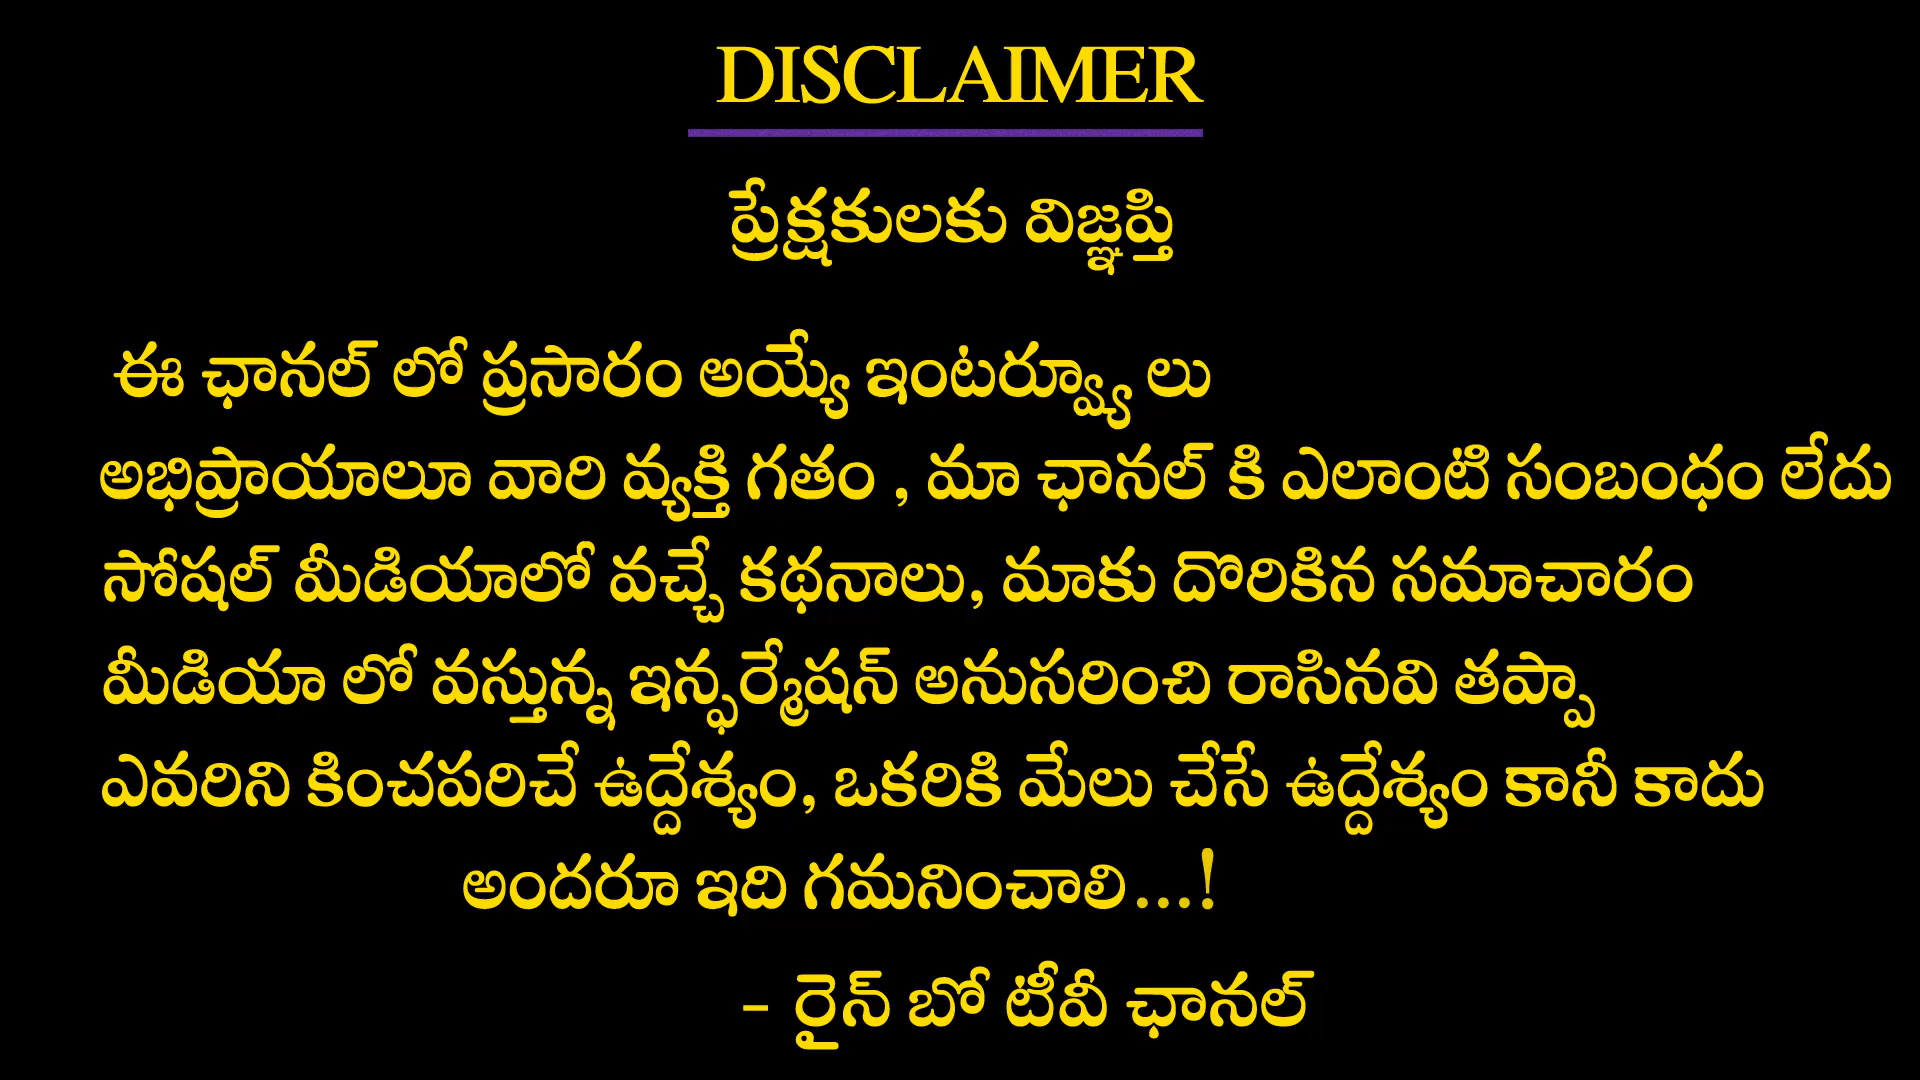 DISCLAIMER
ప్రేక్షకులకు విజ్ఞప్తి
ఈ ఛానల్ లో ప్రసారం అయ్యే ఇంటర్వ్యూ లు
అభిప్రాయాలూ వారి వ్యక్తి గతం , మా ఛానల్ కి ఎలాంటి సంబంధం లేదు
సోషల్ మీడియాలో వచ్చే కథనాలు, మాకు దొరికిన సమాచారం
మీడియా లో వస్తున్న ఇన్ఫర్మేషన్ అనుసరించి రాసినవి తప్పా
ఎవరిని కించపరిచే ఉద్దేశ్యం, ఒకరికి మేలు చేసే ఉద్దేశ్యం కానీ కాదు
అందరూ ఇది గమనించాలి...!
- రైన్ బో టీవీ ఛానల్